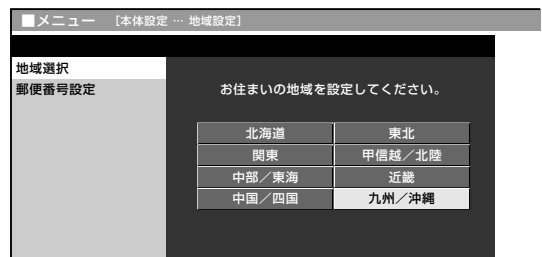 ■メニュー [本体設定 … 地域設定]
地域選択
郵便番号設定
お住まいの地域を設定してください。
北海道 東北
関東 甲信越／北陸
中部／東海 近畿
中国／四国 九州／沖縄